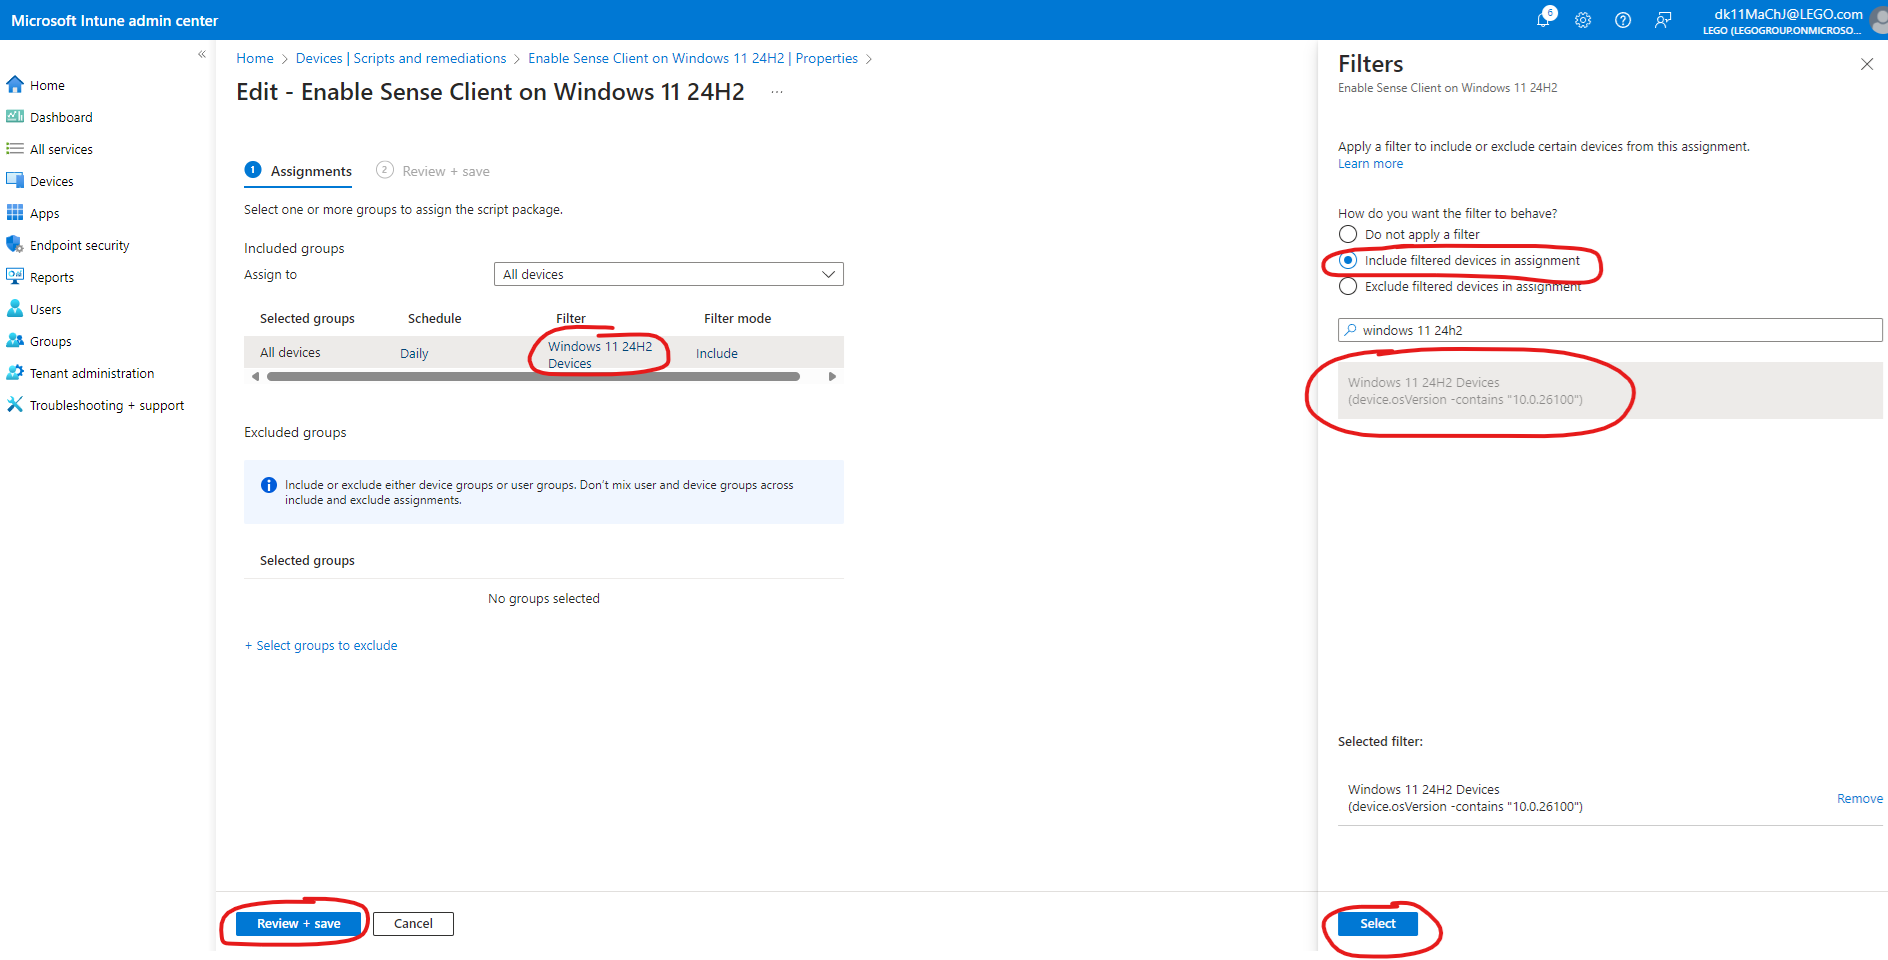 Microsoft Intune admin center
6
dk11MaChJ@LEGO.com
LEGO (LEGOGROUP.ONMICROSO...
«
Home
Dashboard
All services
Devices
Apps
Endpoint security
Reports
Users
Groups
Tenant administration
Troubleshooting + support
Home > Devices | Scripts and remediations > Enable Sense Client on Windows 11 24H2 | Properties >
Edit - Enable Sense Client on Windows 11 24H2 ...
1 Assignments 2 Review + save
Select one or more groups to assign the script package.
Included groups
Assign to All devices
Selected groups Schedule Filter Filter mode
All devices Daily Windows 11 24H2 Include
Devices
Excluded groups
Include or exclude either device groups or user groups. Don't mix user and device groups across
include and exclude assignments.
Selected groups
No groups selected
+ Select groups to exclude
Review + save Cancel
Filters
Enable Sense Client on Windows 11 24H2
Apply a filter to include or exclude certain devices from this assignment.
Learn more
How do you want the filter to behave?
Do not apply a filter
Include filtered devices in assignment
Exclude filtered devices in assignment
windows 11 24h2
Windows 11 24H2 Devices
(device.osVersion -contains "10.0.26100")
Selected filter:
Windows 11 24H2 Devices
(device.osVersion -contains "10.0.26100")
Remove
Select